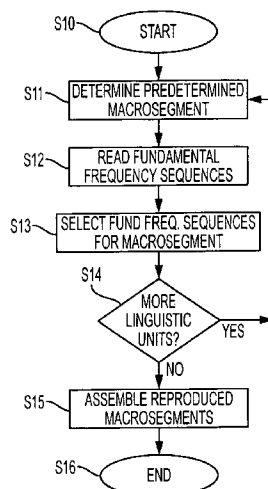 S10
START
S11
DETERMINE PREDETERMINED
MACROSEGMENT
S12
READ FUNDAMENTAL
FREQUENCY SEQUENCES
S13
SELECT FUND FREQ. SEQUENCES
FOR MACROSEGMENT
S14
MORE
LINGUISTIC
UNITS?
YES
NO
S15
ASSEMBLE REPRODUCED
MACROSEGMENTS
S16
END